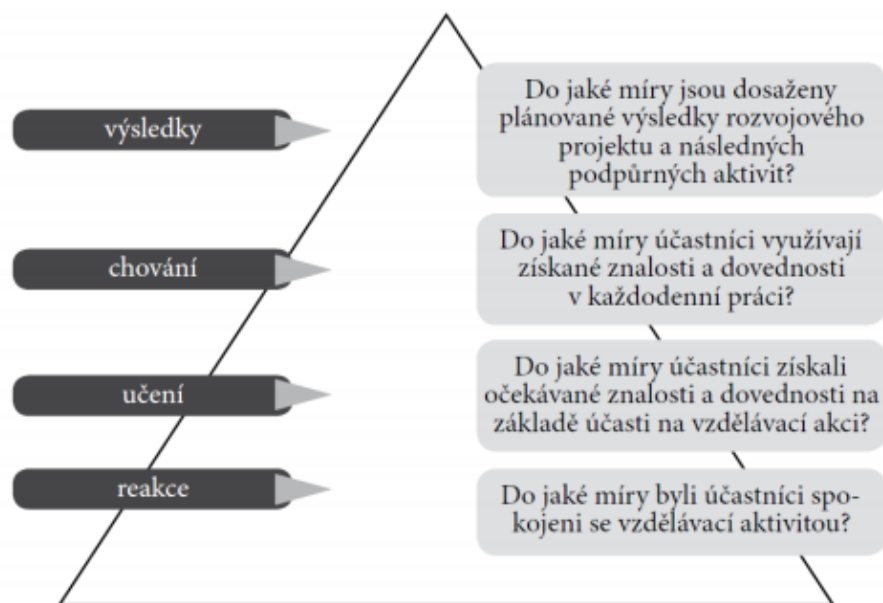 výsledky
Do jaké míry jsou dosaženy
plánované výsledky rozvojového
projektu a následných
podpůrných aktivit?
chování
Do jaké míry účastníci využívají
získané znalosti a dovednosti
v každodenní práci?
učení
Do jaké míry účastníci získali
očekávané znalosti a dovednosti na
základě účasti na vzdělávací akci?
reakce
Do jaké míry byli účastníci spo-
kojeni se vzdělávací aktivitou?